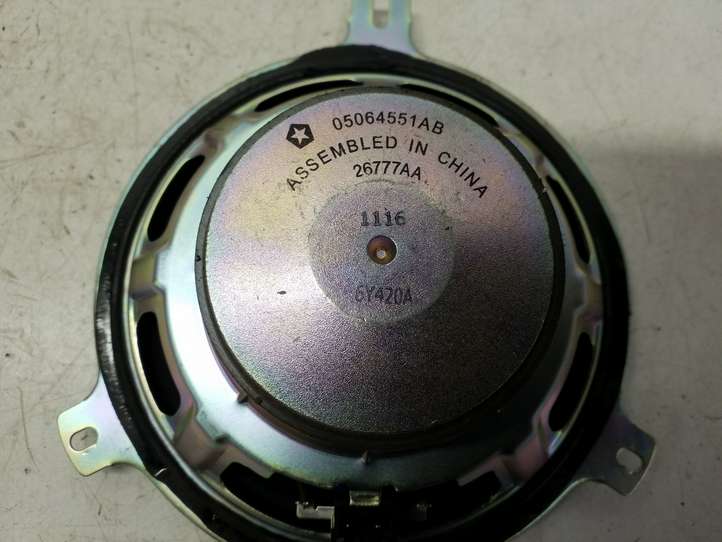 05064551AB
ASSEMBLED IN CHINA
26777AA
1116
6Y420A